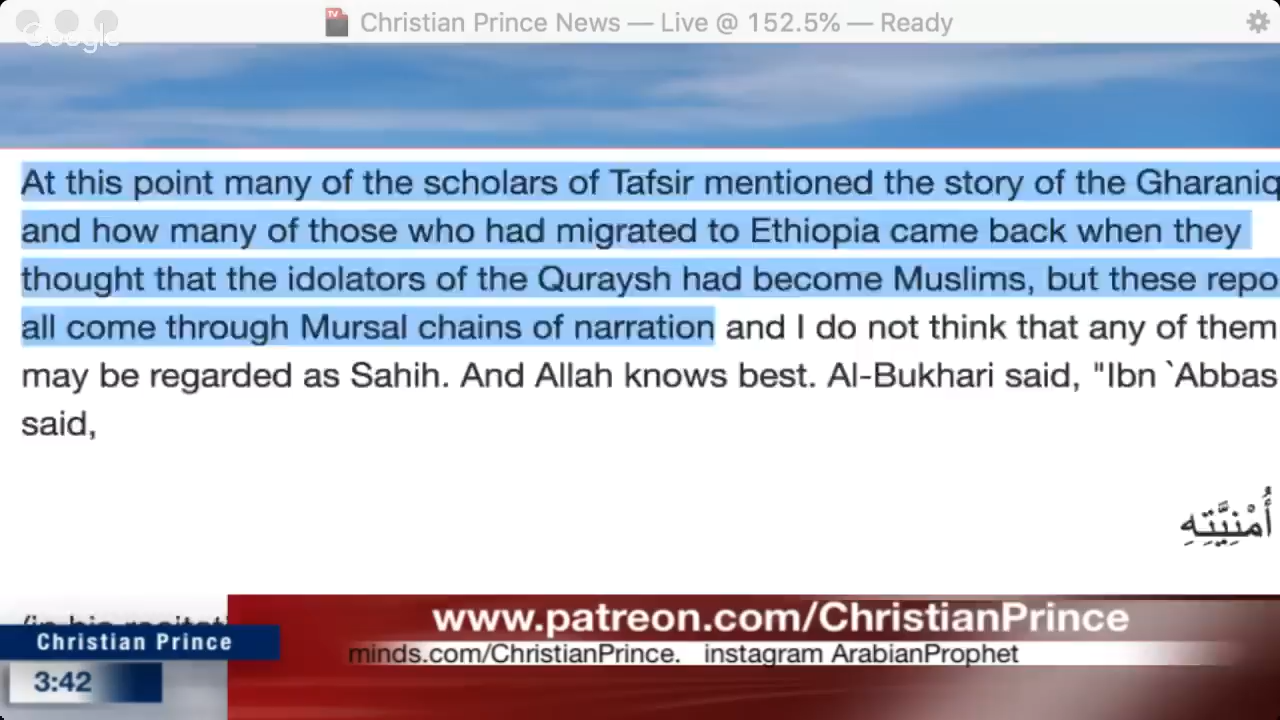 Christian Prince News — Live @ 152.5% — Ready
Google
At this point many of the scholars of Tafsir mentioned the story of the Gharaniq
and how many of those who had migrated to Ethiopia came back when they
thought that the idolators of the Quraysh had become Muslims, but these repo
all come through Mursal chains of narration and I do not think that any of them
may be regarded as Sahih. And Allah knows best. Al-Bukhari said, "Ibn `Abbas
said,
أُمْنِيَّتِهِ
www.patreon.com/ChristianPrince
Christian Prince
minds.com/ChristianPrince. instagram ArabianProphet
3:42